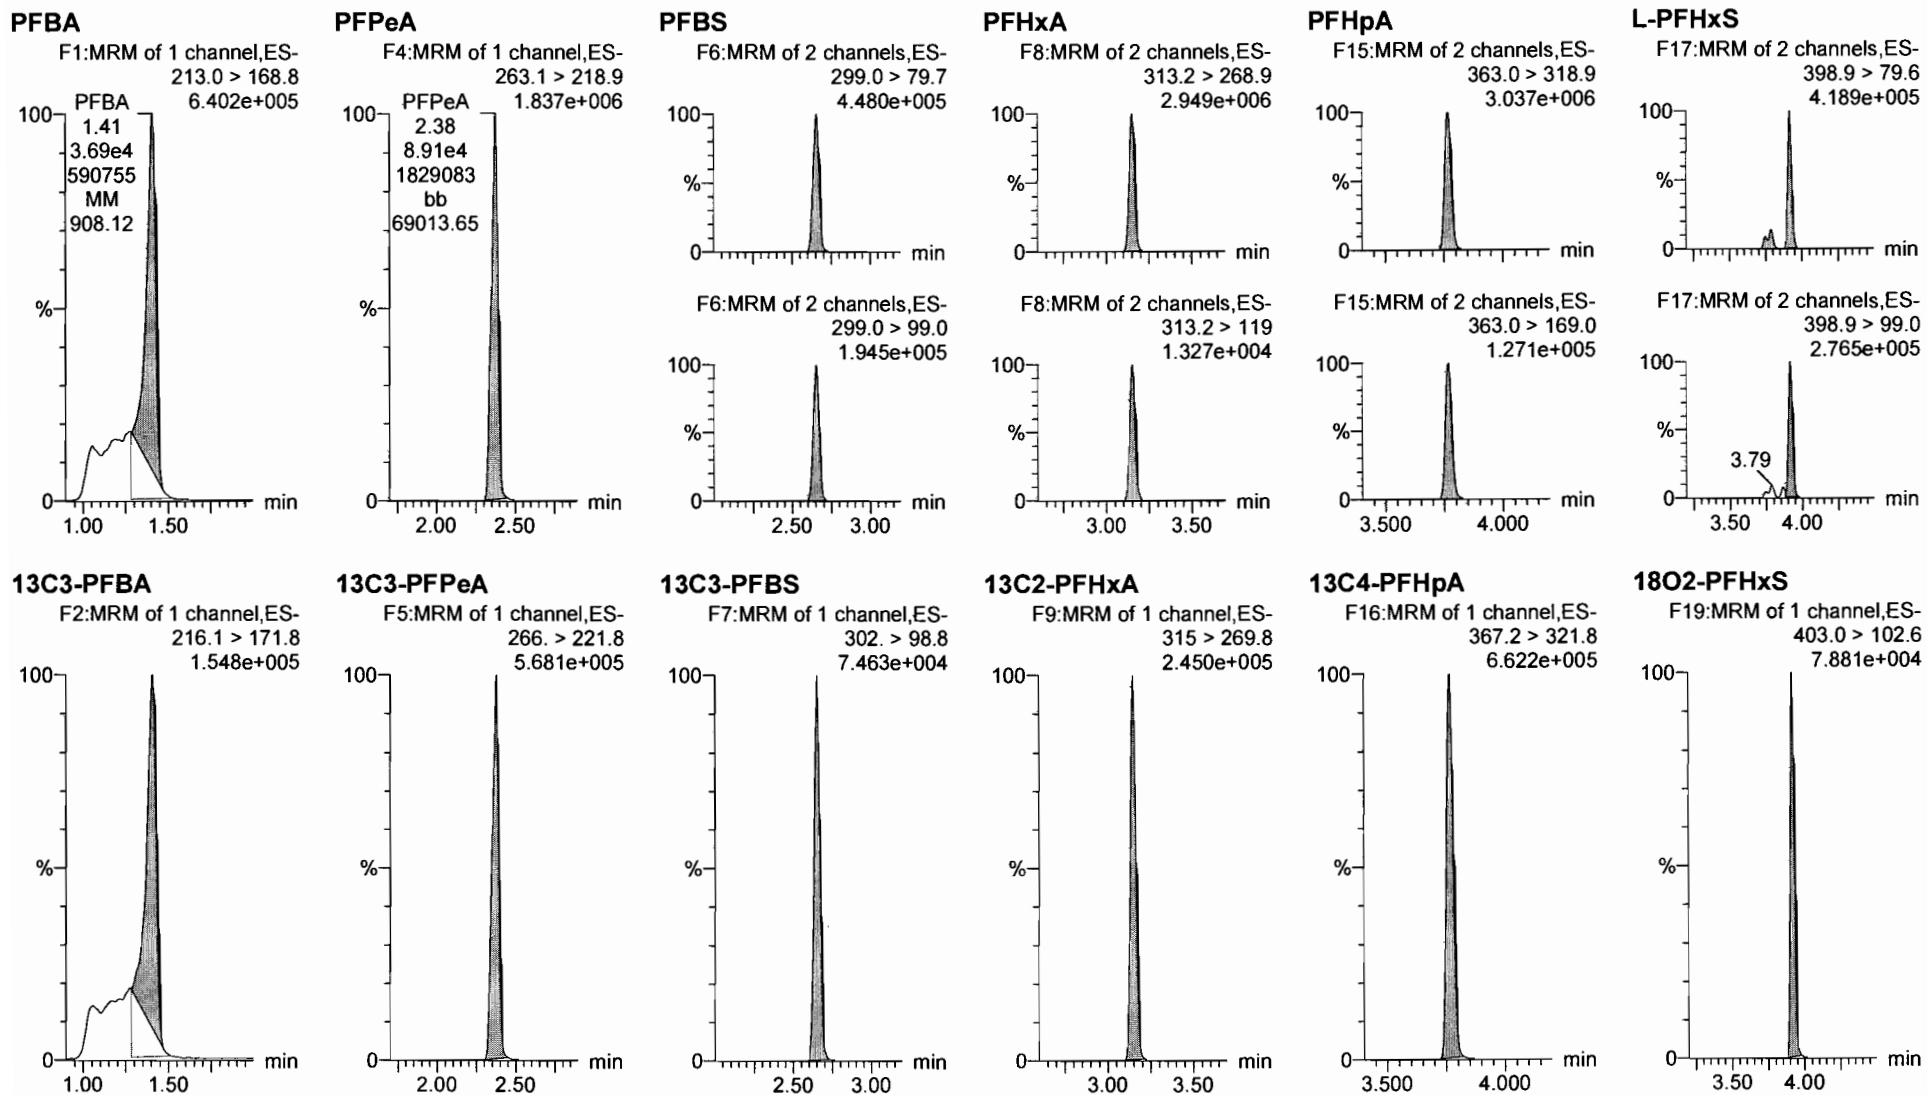 PFBA
F1:MRM of 1 channel,ES-
213.0 > 168.8
6.402e+005
PFBA
1.41
3.69e4
590755
MM
908.12
100
%
0
1.00 1.50
min
PFPeA
F4:MRM of 1 channel,ES-
263.1 > 218.9
1.837e+006
PFPeA
2.38
8.91e4
1829083
bb
69013.65
100
%
0
2.00 2.50
min
PFBS
F6:MRM of 2 channels,ES-
299.0 > 79.7
4.480e+005
100
%
0
min
F6:MRM of 2 channels,ES-
299.0 > 99.0
1.945e+005
100
%
0
2.50 3.00
min
PFHxA
F8:MRM of 2 channels,ES-
313.2 > 268.9
2.949e+006
100
%
0
min
F8:MRM of 2 channels,ES-
313.2 > 119
1.327e+004
100
%
0
3.00 3.50
min
PFHpA
F15:MRM of 2 channels,ES-
363.0 > 318.9
3.037e+006
100
%
0
min
F15:MRM of 2 channels,ES-
363.0 > 169.0
1.271e+005
100
%
0
3.500 4.000
min
L-PFHxS
F17:MRM of 2 channels,ES-
398.9 > 79.6
4.189e+005
100
%
0
min
F17:MRM of 2 channels,ES-
398.9 > 99.0
2.765e+005
100
%
3.79
0
3.50 4.00
min
13C3-PFBA
F2:MRM of 1 channel,ES-
216.1 > 171.8
1.548e+005
100
%
0
1.00 1.50
min
13C3-PFPeA
F5:MRM of 1 channel,ES-
266. > 221.8
5.681e+005
100
%
0
2.00 2.50
min
13C3-PFBS
F7:MRM of 1 channel,ES-
302. > 98.8
7.463e+004
100
%
0
2.50 3.00
min
13C2-PFHxA
F9:MRM of 1 channel,ES-
315 > 269.8
2.450e+005
100
%
0
3.00 3.50
min
13C4-PFHpA
F16:MRM of 1 channel,ES-
367.2 > 321.8
6.622e+005
100
%
0
3.500 4.000
min
18O2-PFHxS
F19:MRM of 1 channel,ES-
403.0 > 102.6
7.881e+004
100
%
0
3.50 4.00
min